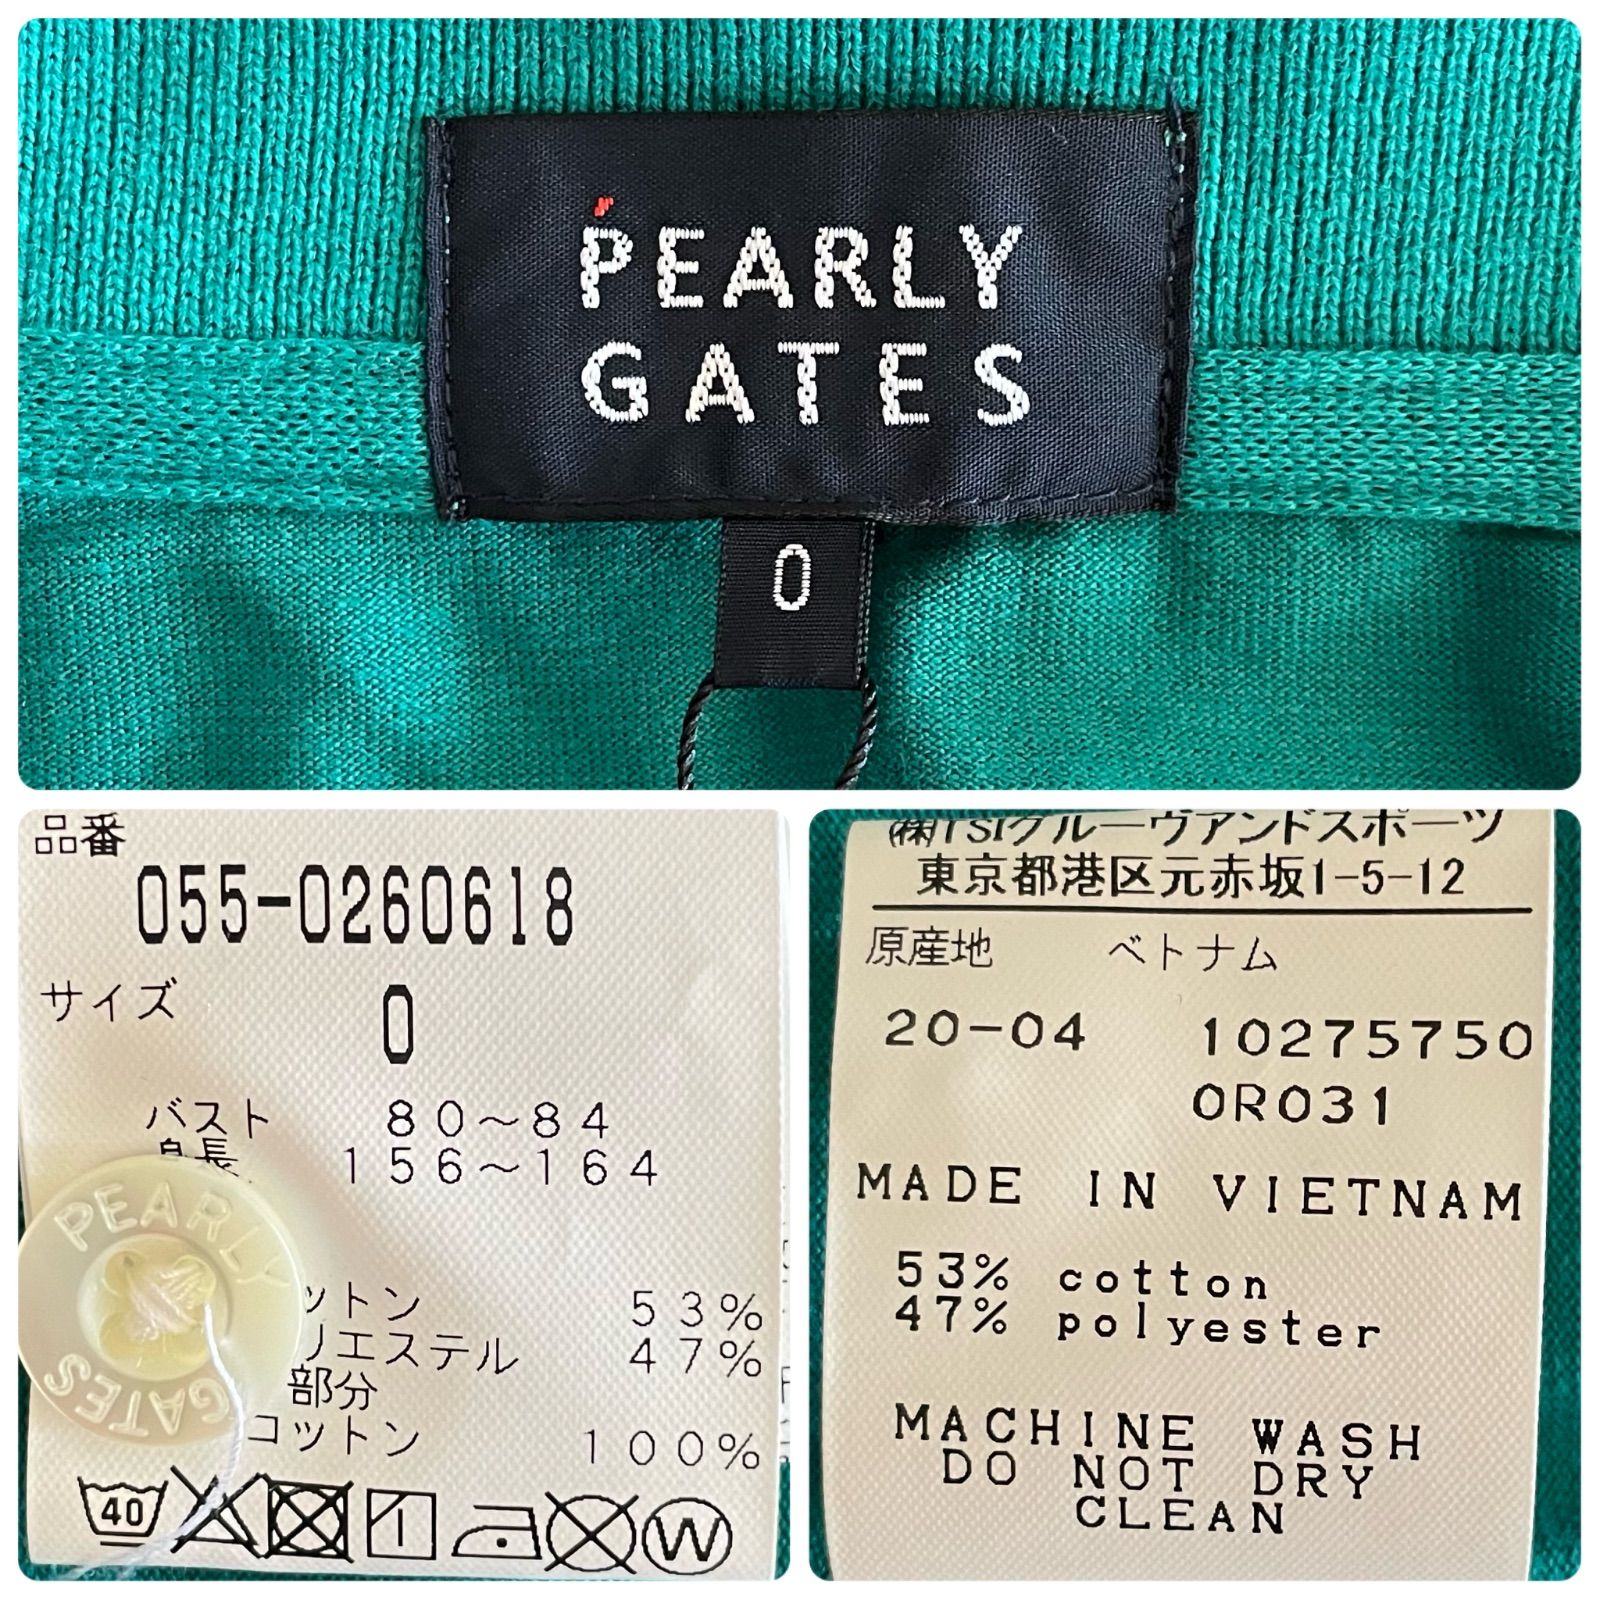 PEARLY
GATES
0
品番
055-0260618
サイズ 0
バスト 80～84
身長 156～164
PEARLY
GATES
ットン 53%
リエステル 47%
部分
コットン 100%
40
W
(株)TSIグルーヴアンドスポーツ
東京都港区元赤坂1-5-12
原産地 ベトナム
20-04 10275750
0R031
MADE IN VIETNAM
53% cotton
47% polyester
MACHINE WASH
DO NOT DRY
CLEAN